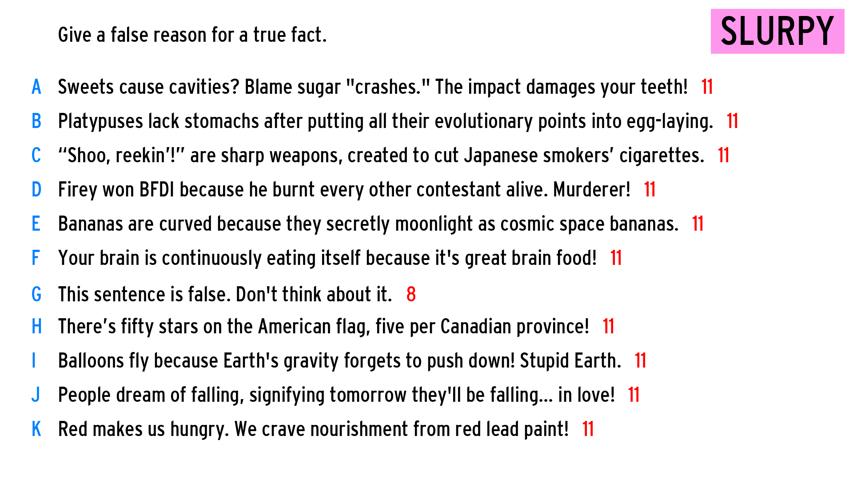 Give a false reason for a true fact.
SLURPY
A Sweets cause cavities? Blame sugar "crashes." The impact damages your teeth! 11
B Platypuses lack stomachs after putting all their evolutionary points into egg-laying. 11
C “Shoo, reekin’!” are sharp weapons, created to cut Japanese smokers’ cigarettes. 11
D Firey won BFDI because he burnt every other contestant alive. Murderer! 11
E Bananas are curved because they secretly moonlight as cosmic space bananas. 11
F Your brain is continuously eating itself because it's great brain food! 11
G This sentence is false. Don't think about it. 8
H There’s fifty stars on the American flag, five per Canadian province! 11
I Balloons fly because Earth's gravity forgets to push down! Stupid Earth. 11
J People dream of falling, signifying tomorrow they'll be falling... in love! 11
K Red makes us hungry. We crave nourishment from red lead paint! 11